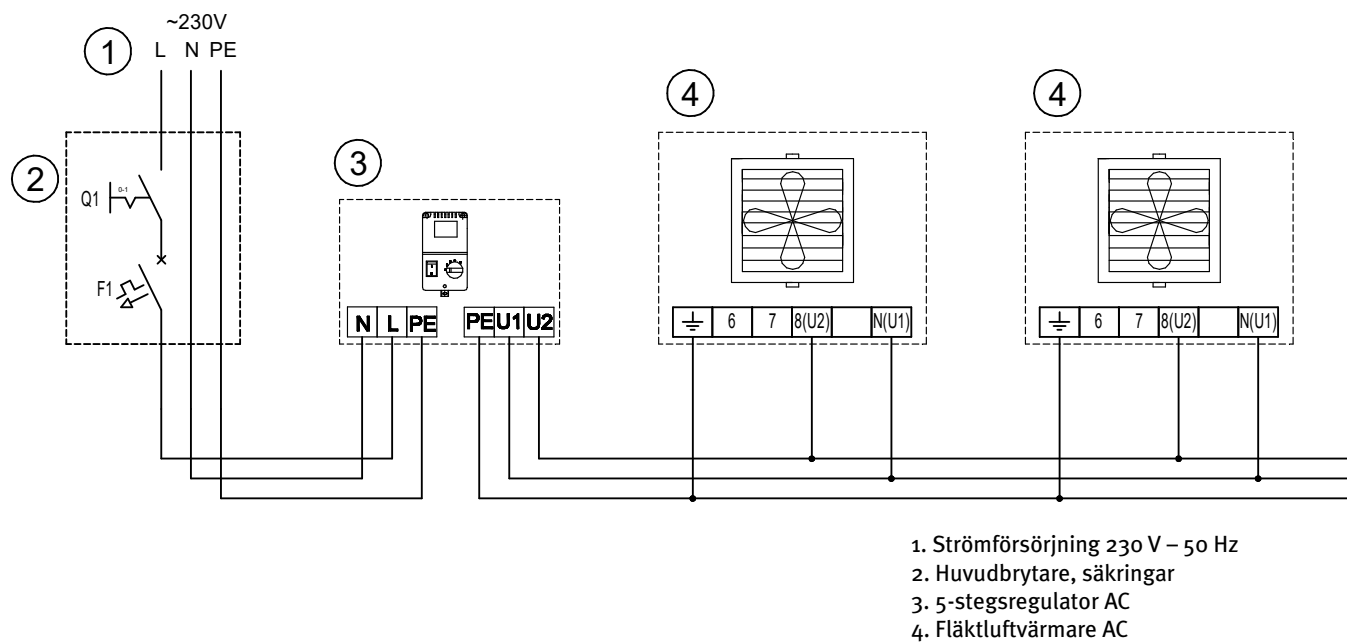 ~230V
1 L N PE
4 4
2
3
Q1 0-1
F1
N L PE PE U1 U2
6 7 8(U2) N(U1)
6 7 8(U2) N(U1)
1. Strömförsörjning 230 V – 50 Hz
2. Huvudbrytare, säkringar
3. 5-stegsregulator AC
4. Fläktluftvärmare AC